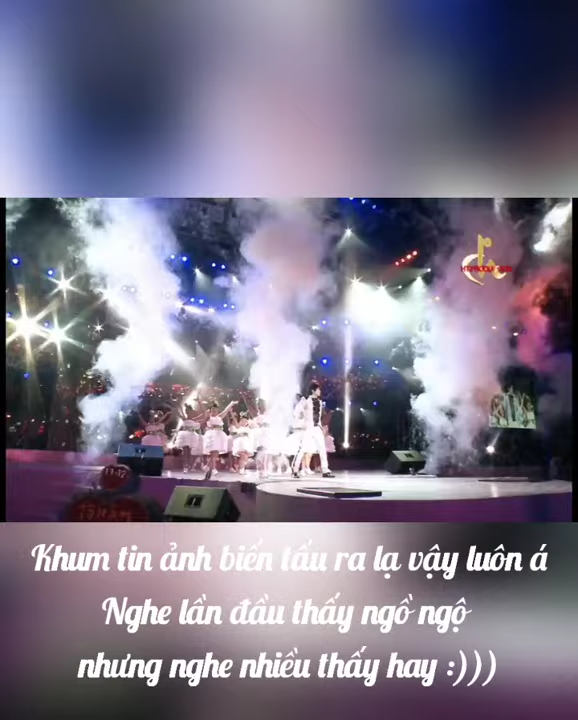 Khum tin ảnh biến tấu ra lạ vậy luôn á
Nghe lần đầu thấy ngồ ngộ
nhưng nghe nhiều thấy hay :)))